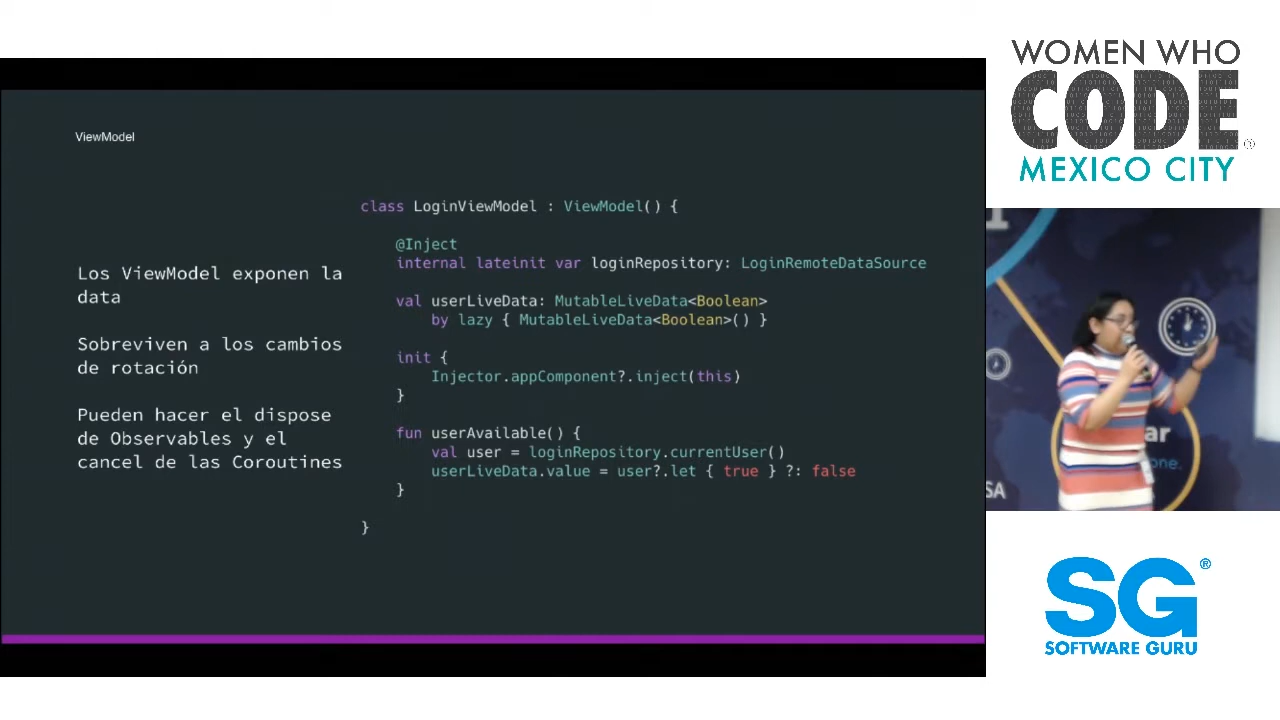 ViewModel
Los ViewModel exponen la
data
Sobreviven a los cambios
de rotación
Pueden hacer el dispose
de Observables y el
cancel de las Coroutines
class LoginViewModel : ViewModel() {
@Inject
internal lateinit var loginRepository: LoginRemoteDataSource
val userLiveData: MutableLiveData<Boolean>
by lazy { MutableLiveData<Boolean>() }
init {
Injector.appComponent?.inject(this)
}
fun userAvailable() {
val user = loginRepository.currentUser()
userLiveData.value = user?.let { true } ?: false
}
}
WOMEN WHO
CODE
MEXICO CITY
SG®
SOFTWARE GURU